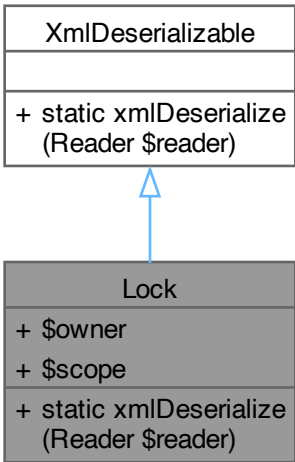 XmlDeserializable
+ static xmlDeserialize
(Reader $reader)
Lock
+ $owner
+ $scope
+ static xmlDeserialize
(Reader $reader)